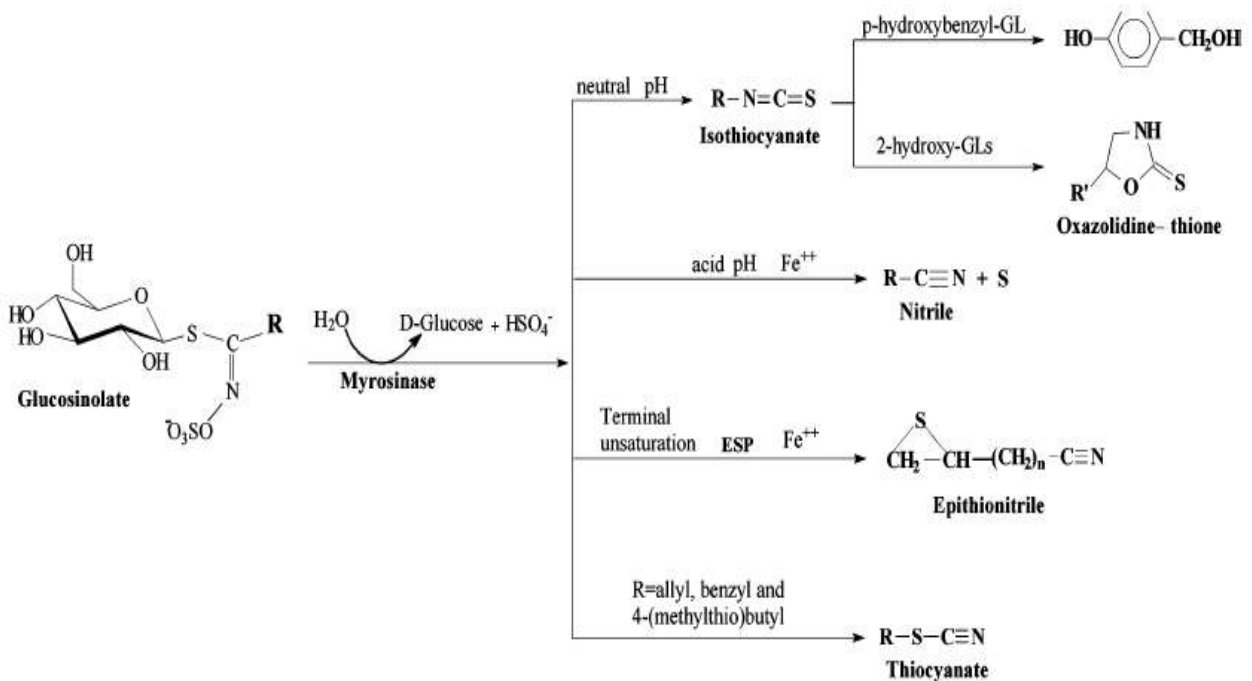 p-hydroxybenzyl-GL
HO
CH₂OH
neutral pH
R–N=C=S
Isothiocyanate
2-hydroxy-GLs
NH
R'
O
S
Oxazolidine– thione
OH
O
HO
HO
OH
S
C
R
N
⁻O₃SO
Glucosinolate
H₂O
D-Glucose + HSO₄⁻
Myrosinase
acid pH Fe⁺⁺
R–C≡N + S
Nitrile
Terminal
unsaturation ESP Fe⁺⁺
S
CH₂–CH–(CH₂)ₙ–C≡N
Epithionitrile
R=allyl, benzyl and
4-(methylthio)butyl
R–S–C≡N
Thiocyanate